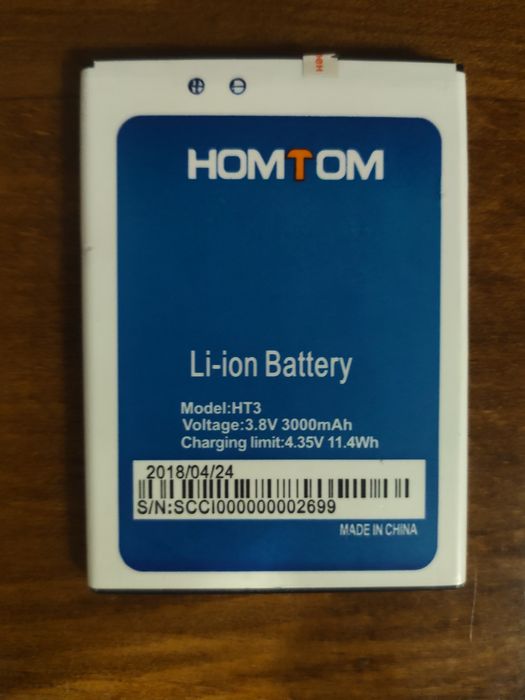 HOMTOM
Li-ion Battery
Model:HT3
Voltage:3.8V 3000mAh
Charging limit:4.35V 11.4Wh
2018/04/24
S/N:SCCI000000002699
MADE IN CHINA